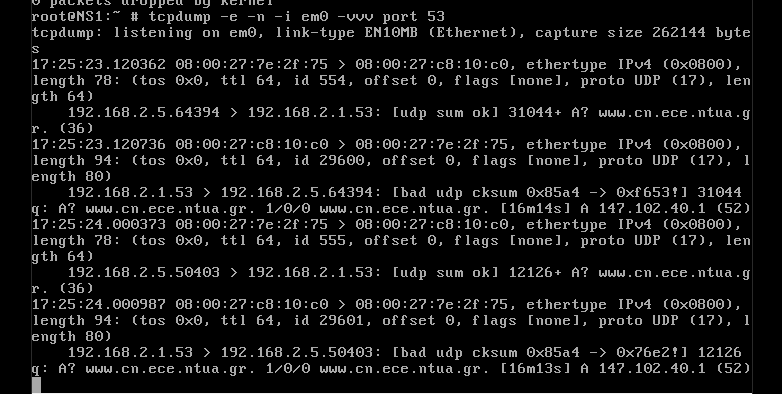 0 packets dropped by kernel
root@NS1:~ # tcpdump -e -n -i em0 -vvv port 53
tcpdump: listening on em0, link-type EN10MB (Ethernet), capture size 262144 byte
s
17:25:23.120362 08:00:27:7e:2f:75 > 08:00:27:c8:10:c0, ethertype IPv4 (0x0800),
length 78: (tos 0x0, ttl 64, id 554, offset 0, flags [none], proto UDP (17), len
gth 64)
    192.168.2.5.64394 > 192.168.2.1.53: [udp sum ok] 31044+ A? www.cn.ece.ntua.g
r. (36)
17:25:23.120736 08:00:27:c8:10:c0 > 08:00:27:7e:2f:75, ethertype IPv4 (0x0800),
length 94: (tos 0x0, ttl 64, id 29600, offset 0, flags [none], proto UDP (17), l
ength 80)
    192.168.2.1.53 > 192.168.2.5.64394: [bad udp cksum 0x85a4 -> 0xf653!] 31044
q: A? www.cn.ece.ntua.gr. 1/0/0 www.cn.ece.ntua.gr. [16m14s] A 147.102.40.1 (52)
17:25:24.000373 08:00:27:7e:2f:75 > 08:00:27:c8:10:c0, ethertype IPv4 (0x0800),
length 78: (tos 0x0, ttl 64, id 555, offset 0, flags [none], proto UDP (17), len
gth 64)
    192.168.2.5.50403 > 192.168.2.1.53: [udp sum ok] 12126+ A? www.cn.ece.ntua.g
r. (36)
17:25:24.000987 08:00:27:c8:10:c0 > 08:00:27:7e:2f:75, ethertype IPv4 (0x0800),
length 94: (tos 0x0, ttl 64, id 29601, offset 0, flags [none], proto UDP (17), l
ength 80)
    192.168.2.1.53 > 192.168.2.5.50403: [bad udp cksum 0x85a4 -> 0x76e2!] 12126
q: A? www.cn.ece.ntua.gr. 1/0/0 www.cn.ece.ntua.gr. [16m13s] A 147.102.40.1 (52)